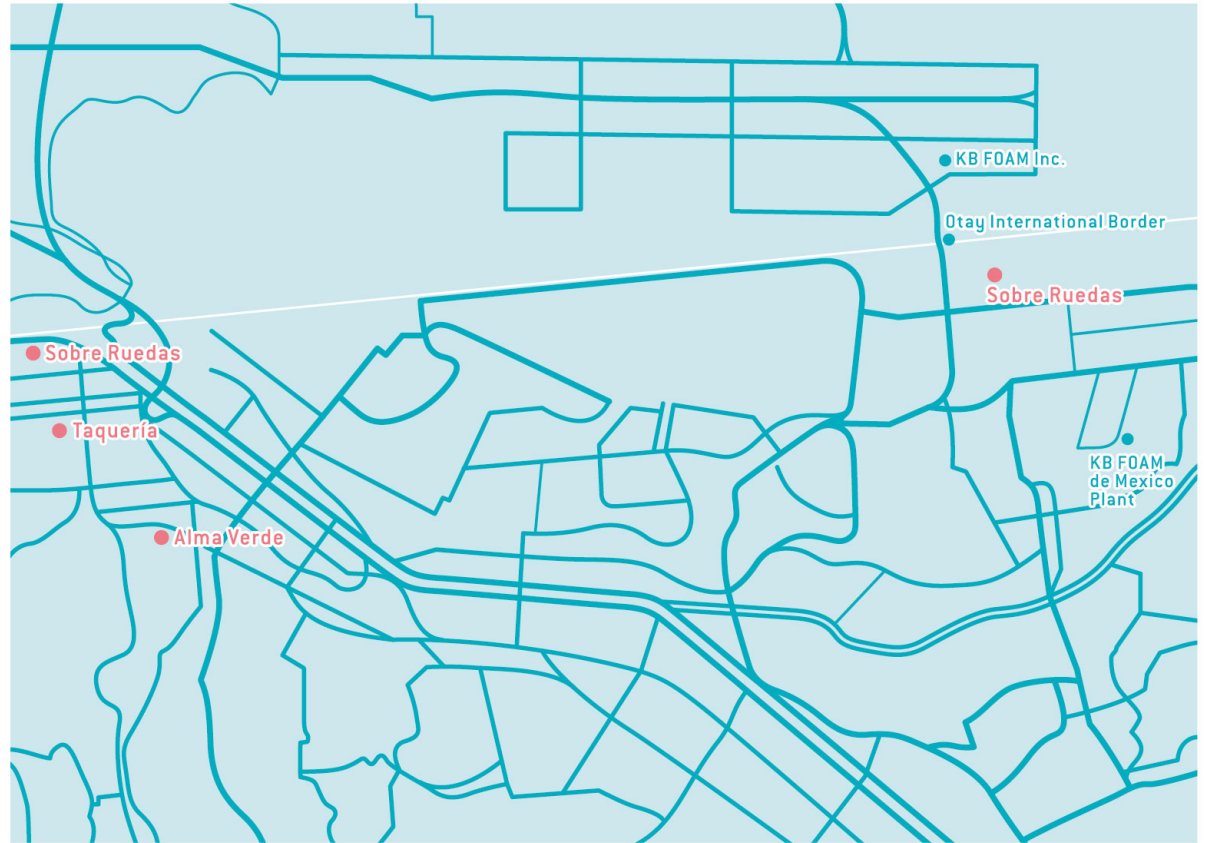 KB FOAM Inc.
Otay International Border
Sobre Ruedas
Sobre Ruedas
Taquería
KB FOAM
de Mexico
Plant
Alma Verde